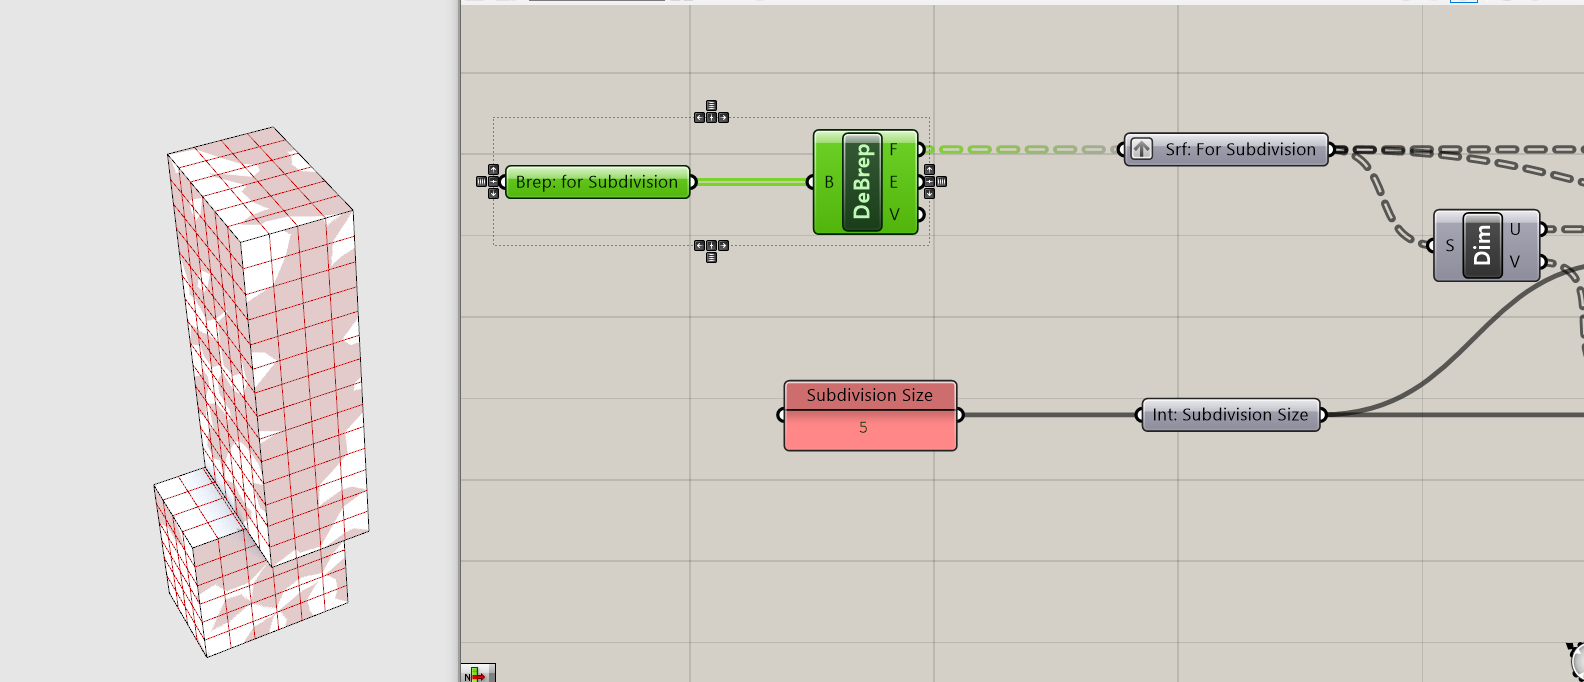 Brep: for Subdivision
B
DeBrep
F
E
V
Srf: For Subdivision
S
Dim
U
V
Subdivision Size
5
Int: Subdivision Size
N